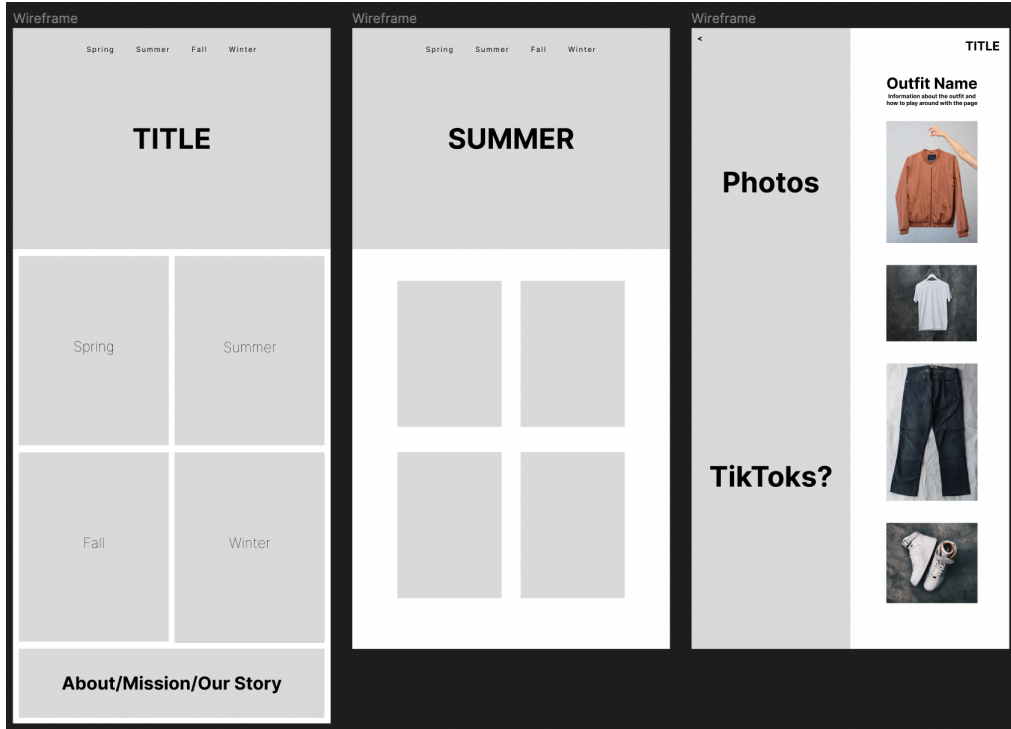 Wireframe
Spring Summer Fall Winter
TITLE
Spring
Summer
Fall
Winter
About/Mission/Our Story
Wireframe
Spring Summer Fall Winter
SUMMER
Wireframe
<
TITLE
Photos
TikToks?
Outfit Name
Information about the outfit and
how to play around with the page